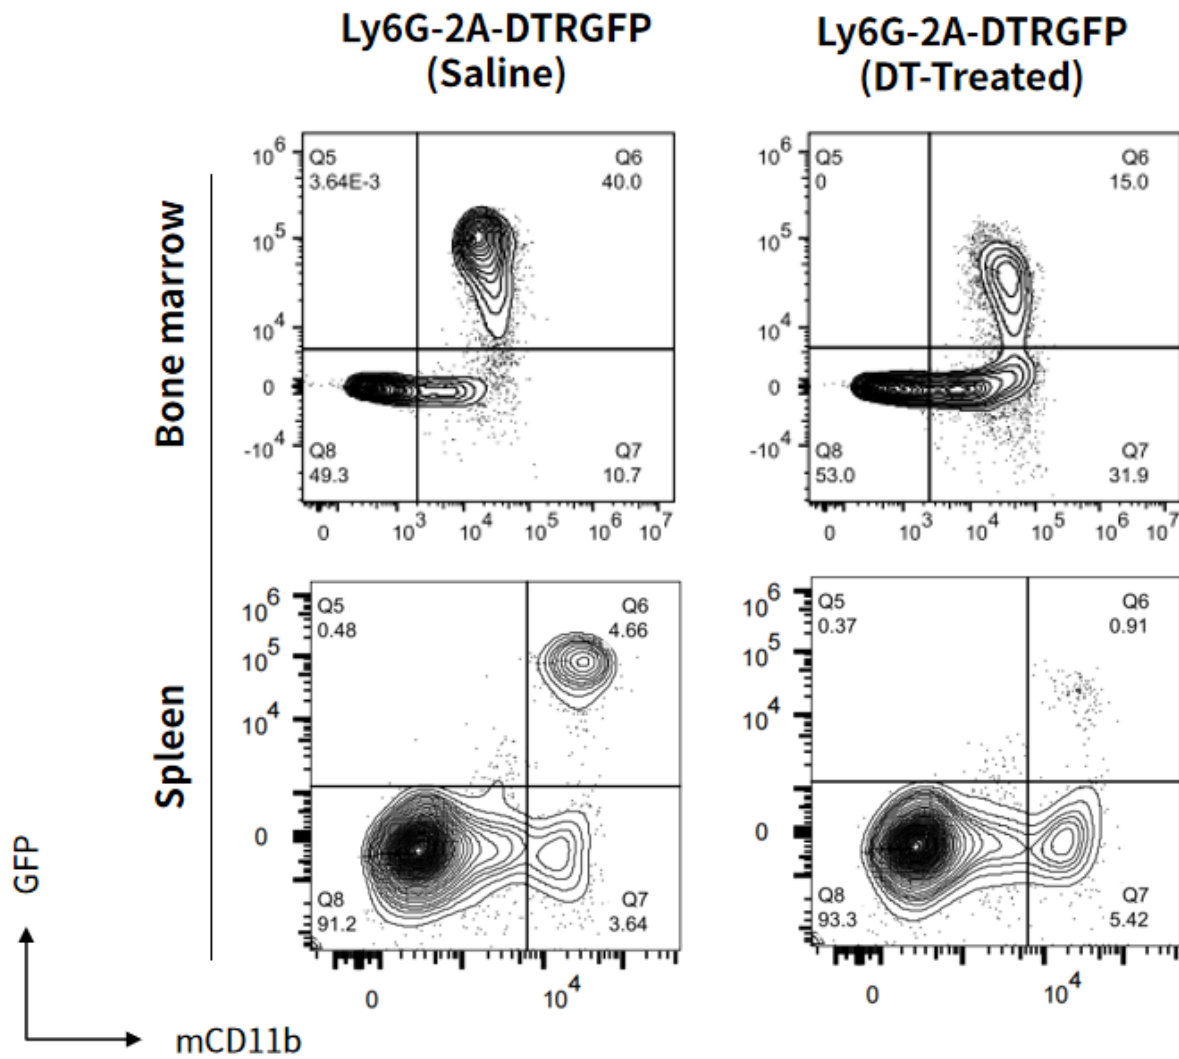 Ly6G-2A-DTRGFP
(Saline)
Ly6G-2A-DTRGFP
(DT-Treated)
Bone marrow
10^6
10^5
10^4
0
-10^4
Q5
3.64E-3
Q6
40.0
Q8
49.3
Q7
10.7
0
10^3
10^4
10^5
10^6
10^7
10^6
10^5
10^4
0
-10^4
Q5
0
Q6
15.0
Q8
53.0
Q7
31.9
0
10^3
10^4
10^5
10^6
10^7
Spleen
10^6
10^5
10^4
0
Q5
0.48
Q6
4.66
Q8
91.2
Q7
3.64
0
10^4
10^6
10^5
10^4
0
Q5
0.37
Q6
0.91
Q8
93.3
Q7
5.42
0
10^4
GFP
mCD11b